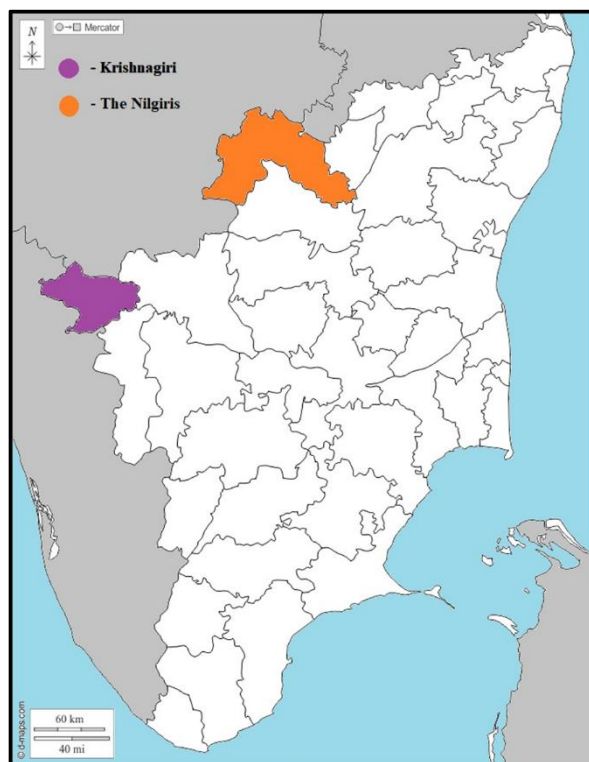 N
Mercator
- Krishnagiri
- The Nilgiris
60 km
40 mi
© d-maps.com